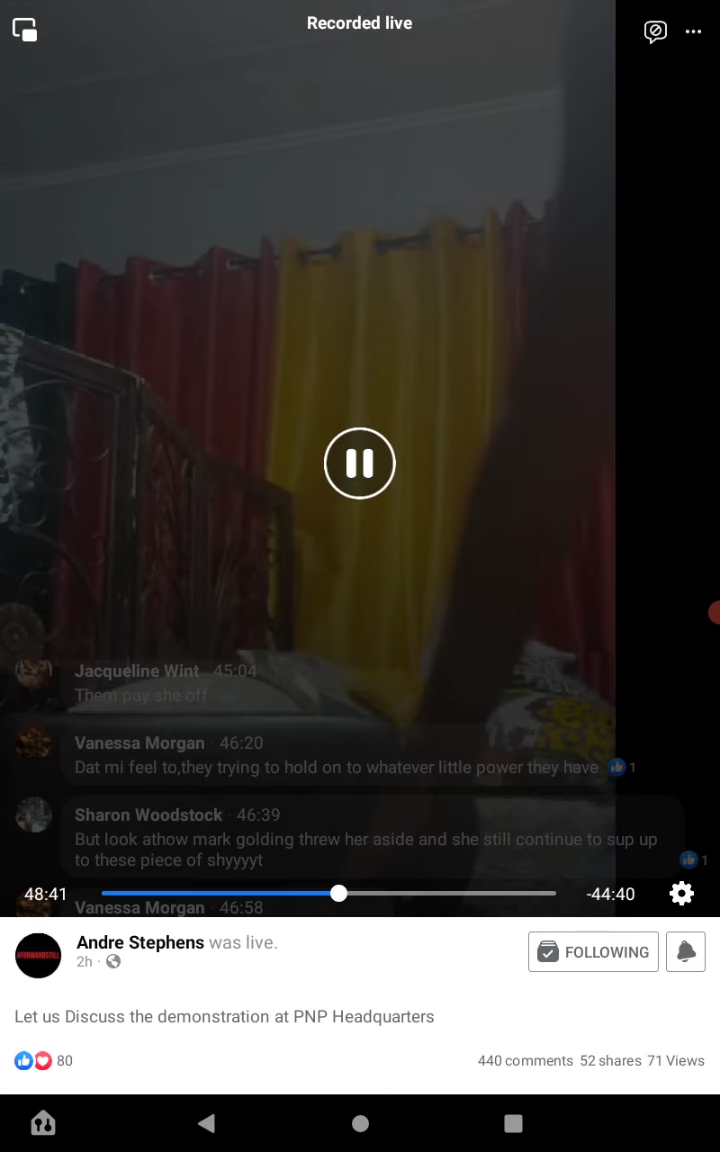 Recorded live
Jacqueline Wint · 45:04
Them pay she off
Vanessa Morgan · 46:20
Dat mi feel to,they trying to hold on to whatever little power they have
1
Sharon Woodstock · 46:39
But look athow mark golding threw her aside and she still continue to sup up
to these piece of shyyyyt
1
48:41
-44:40
Vanessa Morgan · 46:58
#FORWARDSTILL
Andre Stephens was live.
2h ·
FOLLOWING
Let us Discuss the demonstration at PNP Headquarters
80
440 comments 52 shares 71 Views